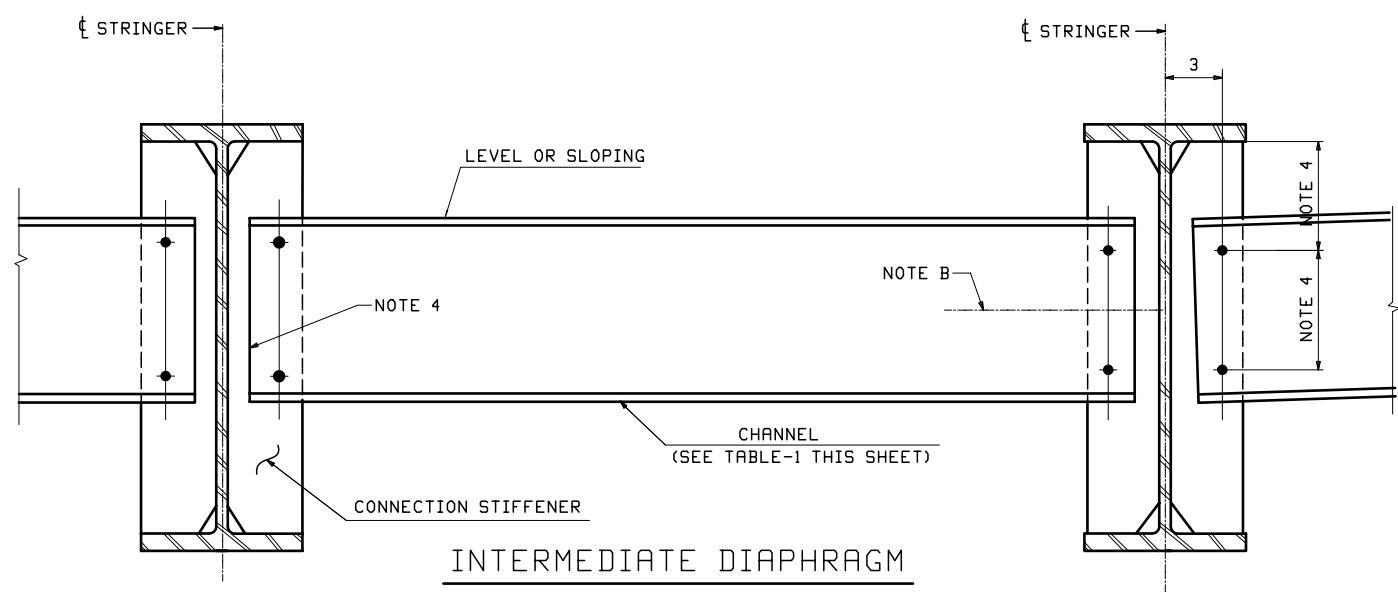 ℄ STRINGER
℄ STRINGER
3
LEVEL OR SLOPING
NOTE 4
NOTE B
NOTE 4
NOTE 4
CHANNEL
(SEE TABLE-1 THIS SHEET)
CONNECTION STIFFENER
INTERMEDIATE DIAPHRAGM